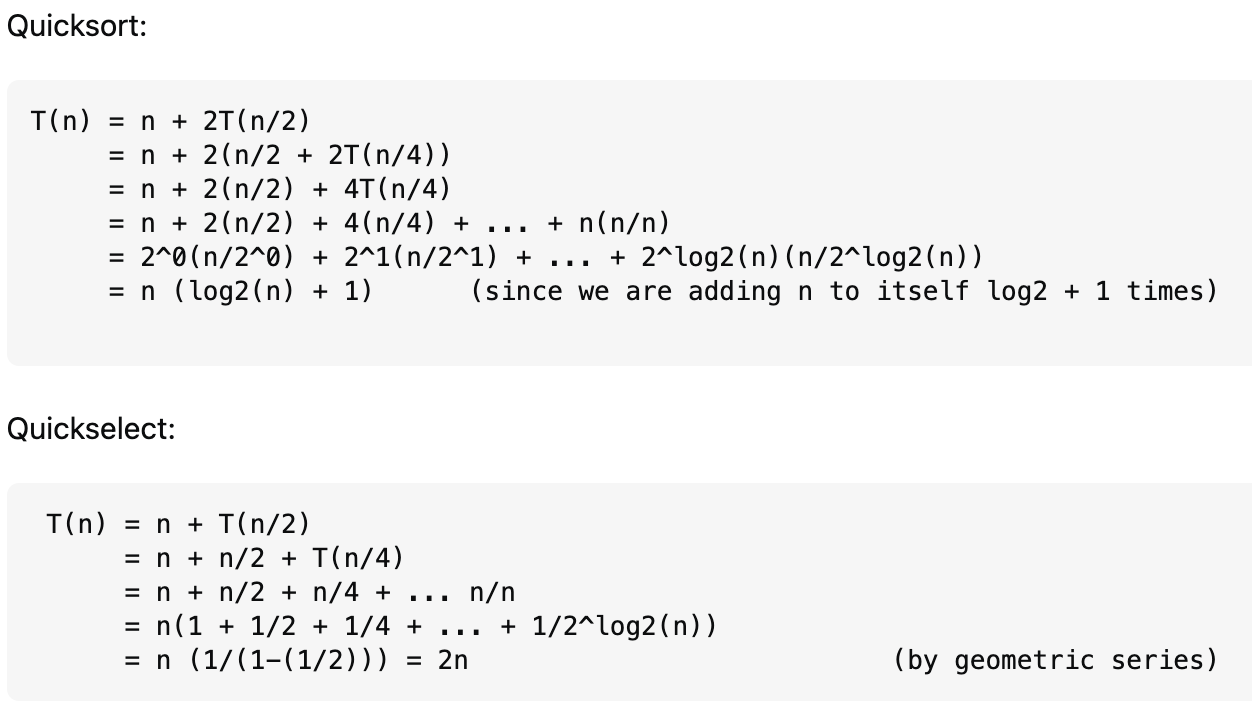 Quicksort:
T(n) = n + 2T(n/2)
= n + 2(n/2 + 2T(n/4))
= n + 2(n/2) + 4T(n/4)
= n + 2(n/2) + 4(n/4) + ... + n(n/n)
= 2^0(n/2^0) + 2^1(n/2^1) + ... + 2^log2(n)(n/2^log2(n))
= n (log2(n) + 1) (since we are adding n to itself log2 + 1 times)
Quickselect:
T(n) = n + T(n/2)
= n + n/2 + T(n/4)
= n + n/2 + n/4 + ... n/n
= n(1 + 1/2 + 1/4 + ... + 1/2^log2(n))
= n (1/(1-(1/2))) = 2n (by geometric series)